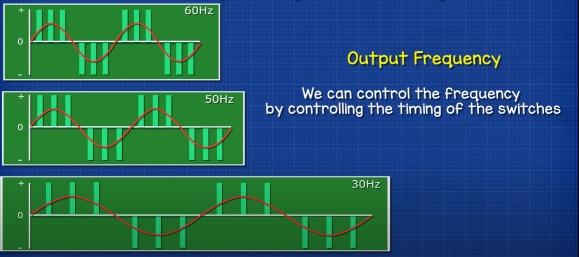 +
60Hz
0
-
Output Frequency
We can control the frequency
by controlling the timing of the switches
+
50Hz
0
-
+
30Hz
0
-